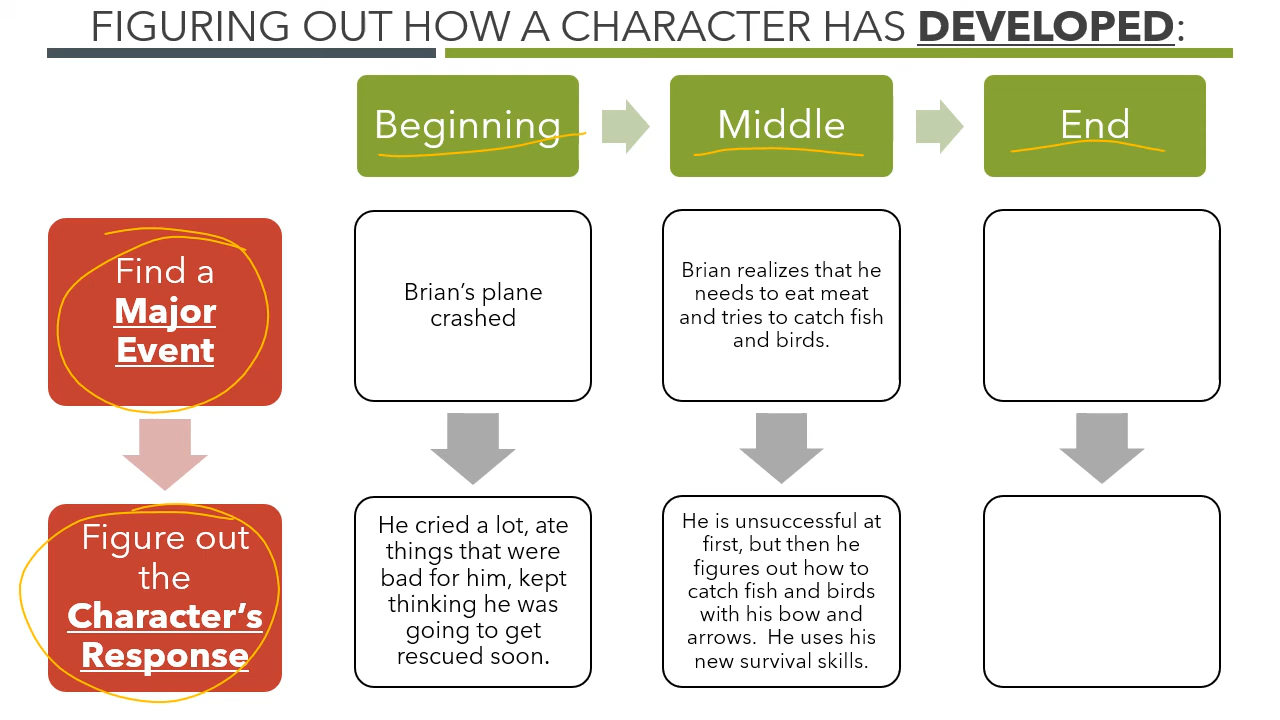 FIGURING OUT HOW A CHARACTER HAS DEVELOPED:
Beginning
Middle
End
Find a
Major
Event
Brian's plane
crashed
Brian realizes that he
needs to eat meat
and tries to catch fish
and birds.
Figure out
the
Character's
Response
He cried a lot, ate
things that were
bad for him, kept
thinking he was
going to get
rescued soon.
He is unsuccessful at
first, but then he
figures out how to
catch fish and birds
with his bow and
arrows.  He uses his
new survival skills.